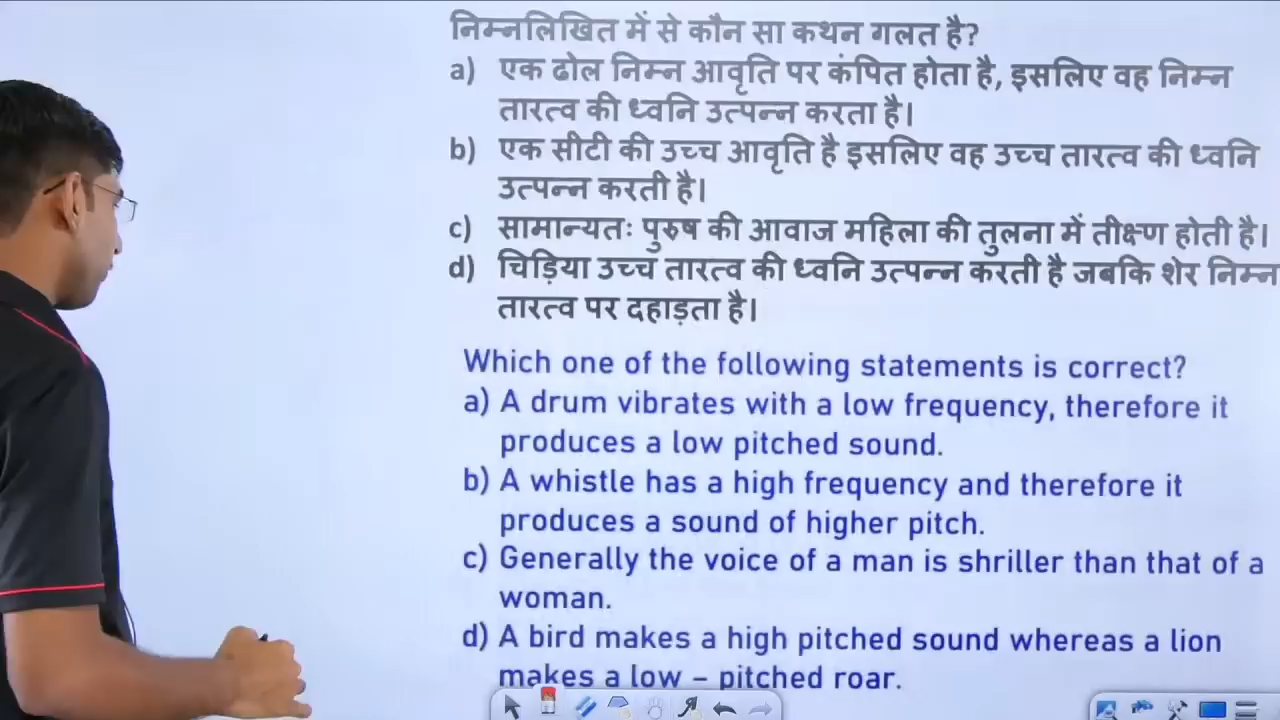 निम्नलिखित में से कौन सा कथन गलत है?
a) एक ढोल निम्न आवृति पर कंपित होता है, इसलिए वह निम्न
तारत्व की ध्वनि उत्पन्न करता है।
b) एक सीटी की उच्च आवृति है इसलिए वह उच्च तारत्व की ध्वनि
उत्पन्न करती है।
c) सामान्यतः पुरुष की आवाज महिला की तुलना में तीक्ष्ण होती है।
d) चिड़िया उच्च तारत्व की ध्वनि उत्पन्न करती है जबकि शेर निम्न
तारत्व पर दहाड़ता है।
Which one of the following statements is correct?
a) A drum vibrates with a low frequency, therefore it
produces a low pitched sound.
b) A whistle has a high frequency and therefore it
produces a sound of higher pitch.
c) Generally the voice of a man is shriller than that of a
woman.
d) A bird makes a high pitched sound whereas a lion
makes a low – pitched roar.